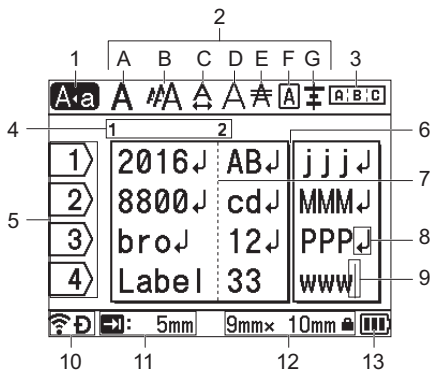 2
1 A B C D E F G 3
A a A A A A A A A B C
4 1 2 6
1 2016↲ AB↲ jjj↲
7
2 8800↲ cd↲ MMM↲
5
3 bro↲ 12↲ PPP↲ 8
4 Label 33 www 9
Đ : 5mm 9mm× 10mm
10 11 12 13